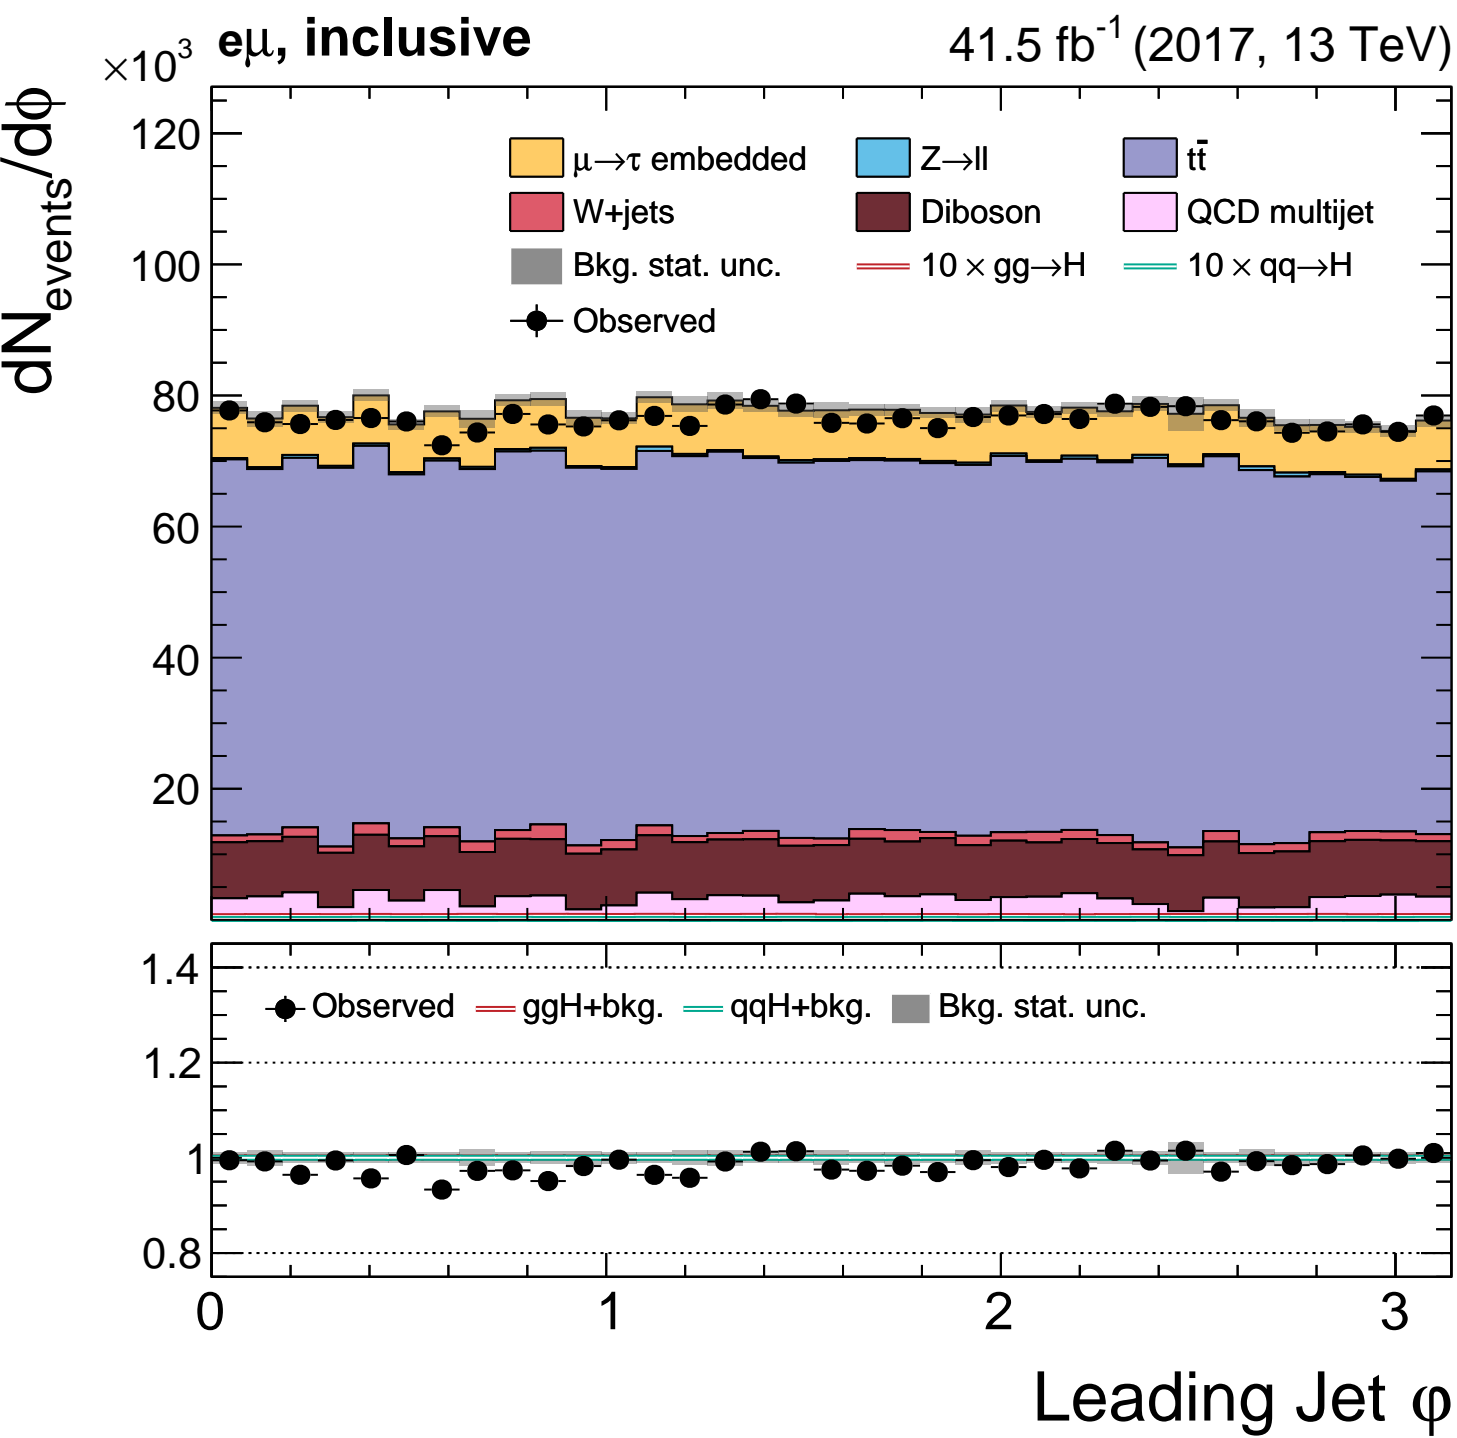 ×10³ eμ, inclusive 41.5 fb⁻¹ (2017, 13 TeV)
dN_events/dϕ
120
100
80
60
40
20
μ→τ embedded Z→ll tt̄
W+jets Diboson QCD multijet
Bkg. stat. unc. 10 × gg→H 10 × qq→H
Observed
1.4
1.2
1
0.8
Observed ggH+bkg. qqH+bkg. Bkg. stat. unc.
0 1 2 3
Leading Jet φ